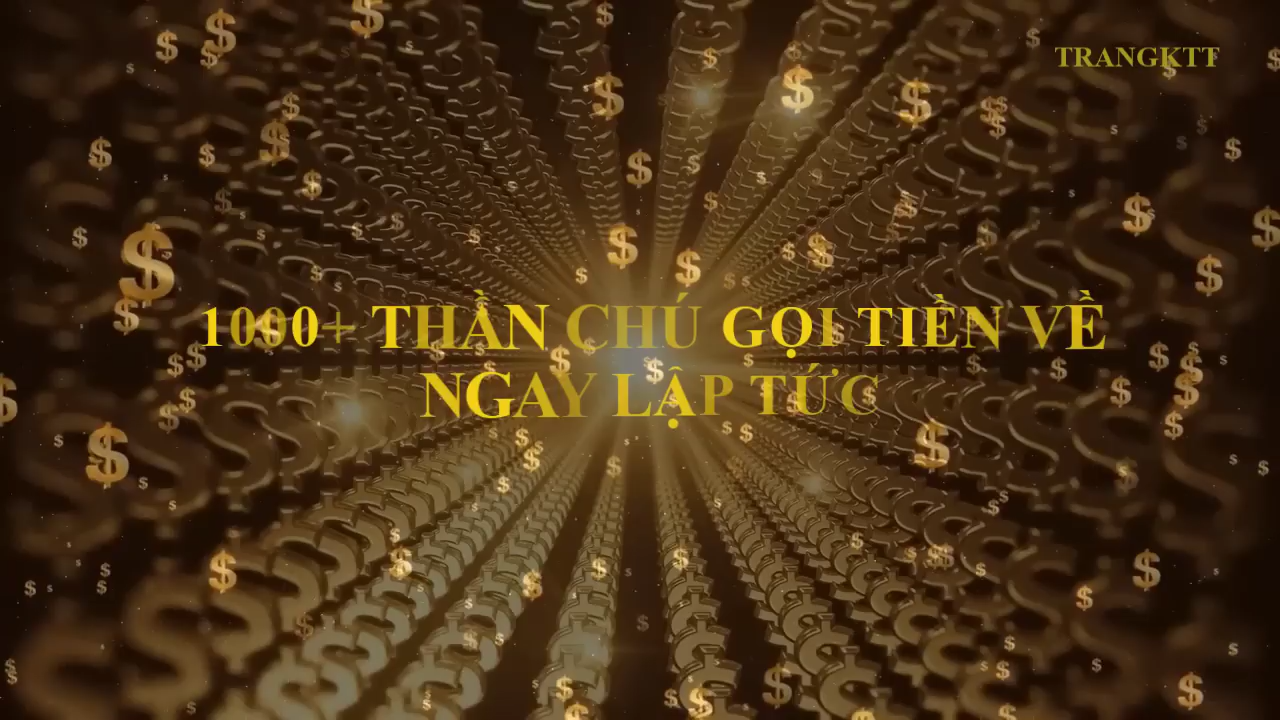 TRANGKTT
1000+ THẦN CHÚ GỌI TIỀN VỀ
NGAY LẬP TỨC